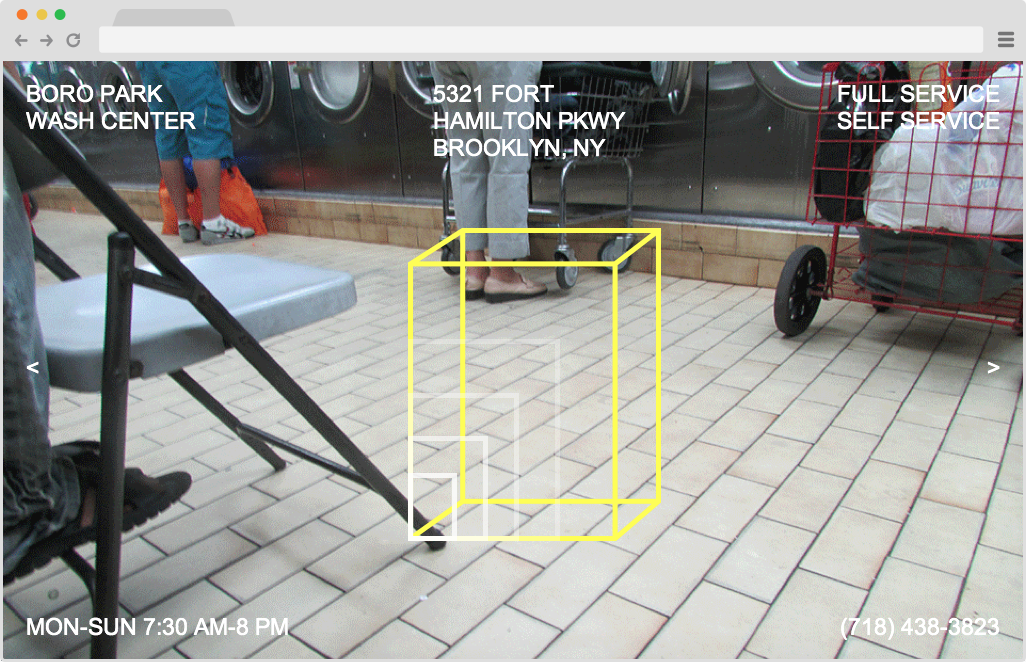 BORO PARK
WASH CENTER
5321 FORT
HAMILTON PKWY
BROOKLYN, NY
FULL SERVICE
SELF SERVICE
<
>
MON-SUN 7:30 AM-8 PM
(718) 438-3823